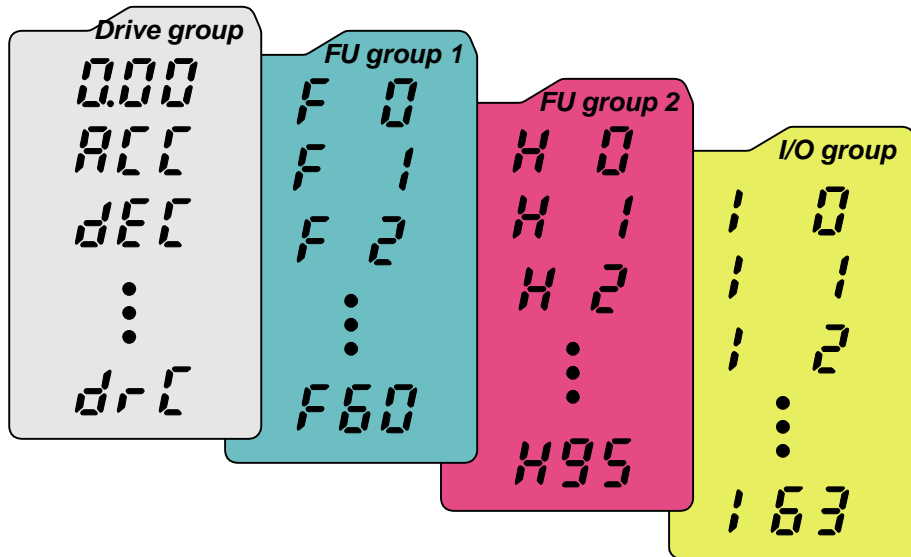 Drive group
0.00
ACC
dEC
drC
FU group 1
F 0
F 1
F 2
F60
FU group 2
H 0
H 1
H 2
H95
I/O group
I 0
I 1
I 2
I 63